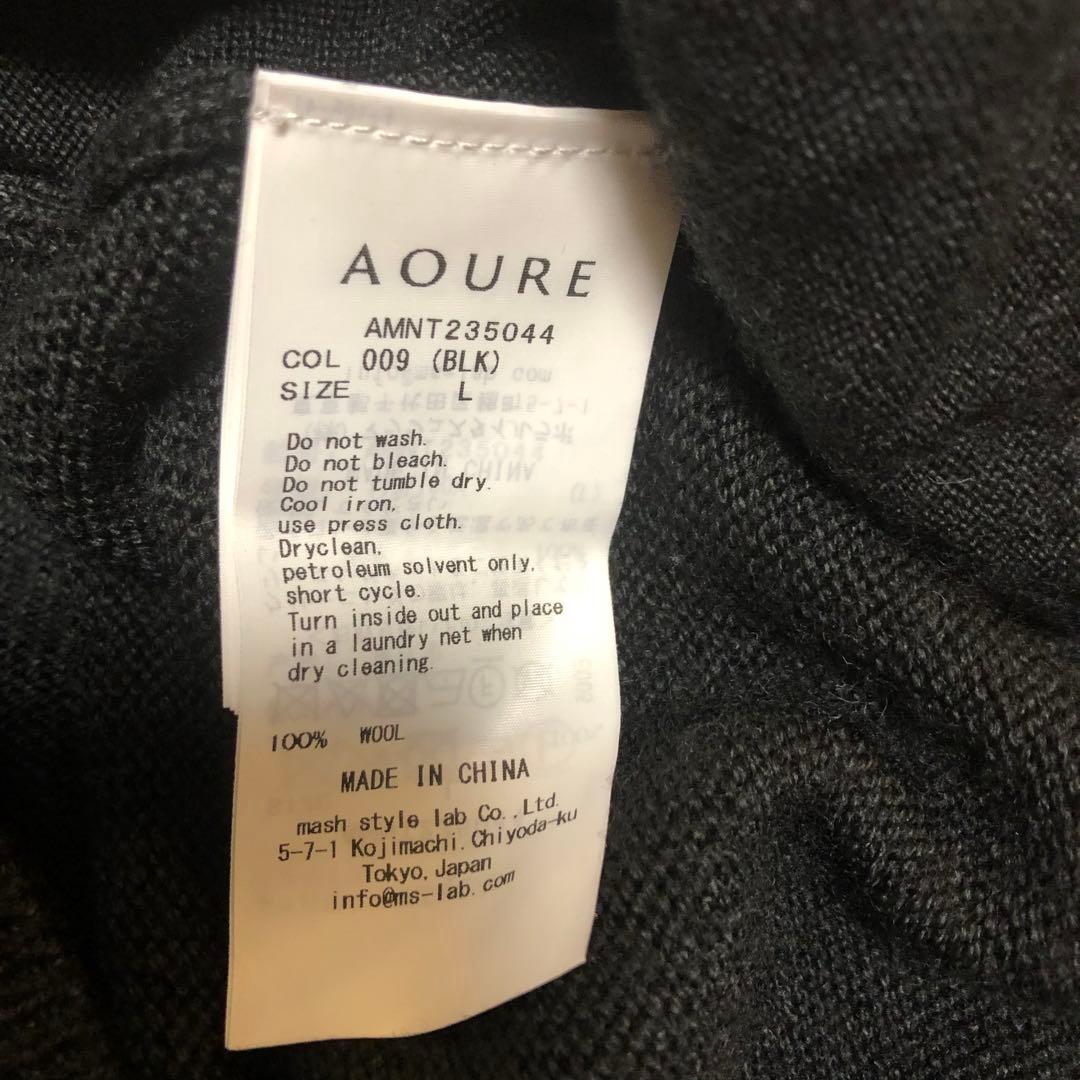 AOURE
AMNT235044
COL 009 (BLK)
SIZE L
Do not wash.
Do not bleach.
Do not tumble dry.
Cool iron,
use press cloth.
Dryclean,
petroleum solvent only,
short cycle.
Turn inside out and place
in a laundry net when
dry cleaning.
100% WOOL
MADE IN CHINA
mash style lab Co.,Ltd.
5-7-1 Kojimachi.Chiyoda-ku
Tokyo,Japan
info@ms-lab.com